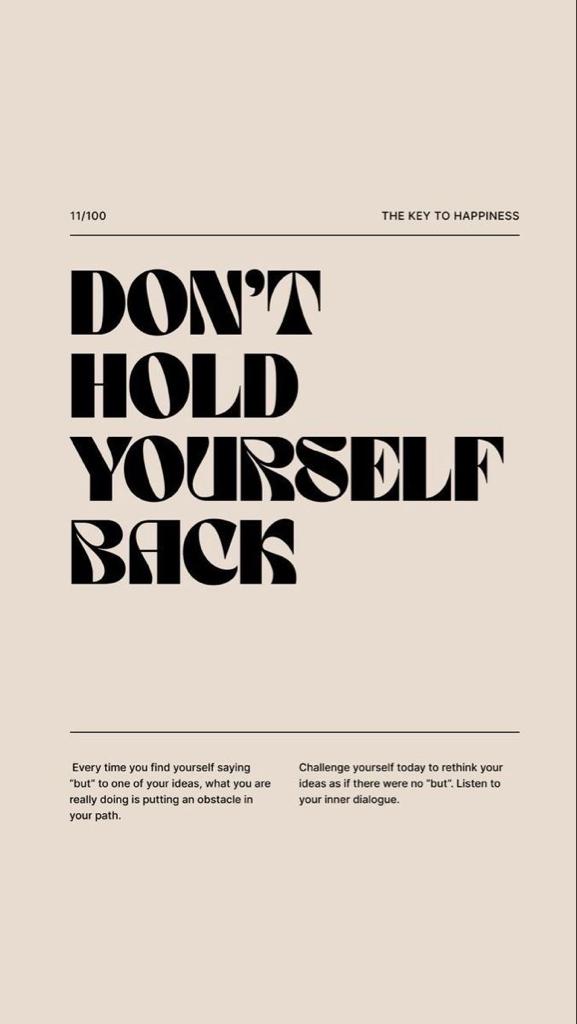 11/100
THE KEY TO HAPPINESS
DON’T
HOLD
YOURSELF
BACK
Every time you find yourself saying
“but” to one of your ideas, what you are
really doing is putting an obstacle in
your path.
Challenge yourself today to rethink your
ideas as if there were no “but”. Listen to
your inner dialogue.